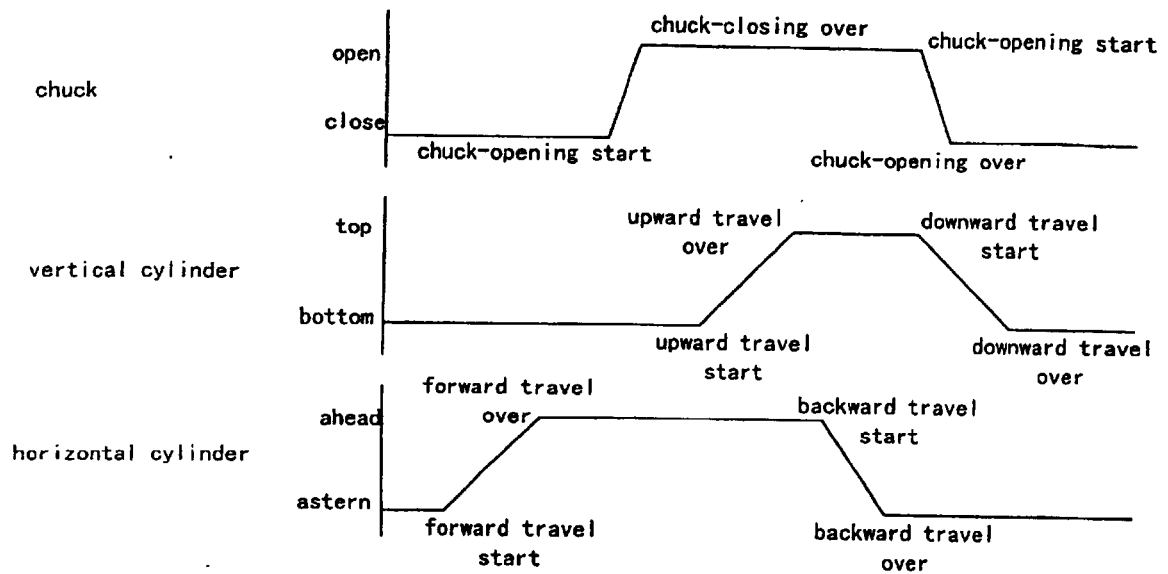 chuck-closing over
chuck-opening start
open
chuck
close
chuck-opening start
chuck-opening over
upward travel
over
downward travel
start
top
vertical cylinder
bottom
upward travel
start
downward travel
over
forward travel
over
backward travel
start
ahead
horizontal cylinder
astern
forward travel
start
backward travel
over